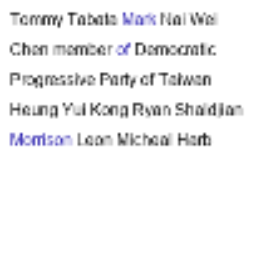 Tommy Tabata Mark Nai Wei
Chen member of Democratic
Progressive Party of Taiwan
Heung Yui Kong Ryan Shaidjian
Morrison Leon Micheal Harb